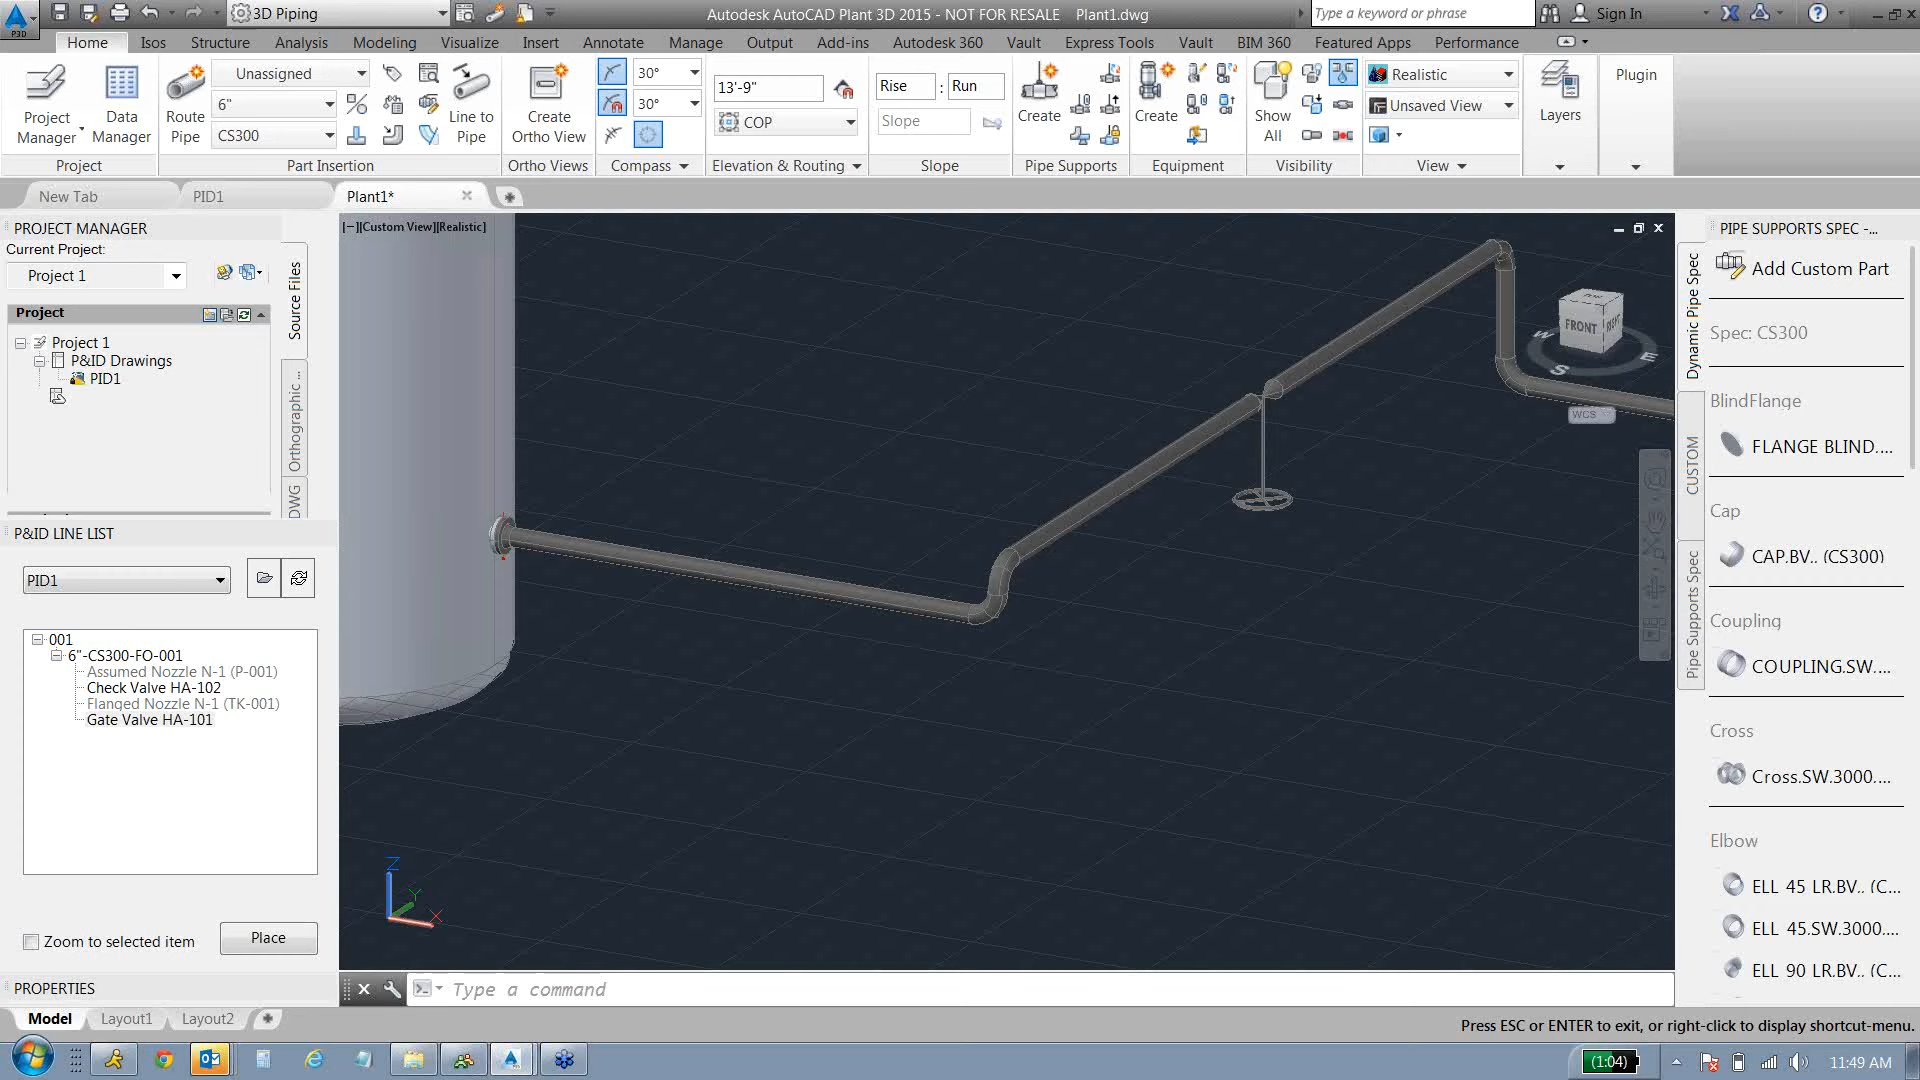 P3D
3D Piping
Autodesk AutoCAD Plant 3D 2015 - NOT FOR RESALE Plant1.dwg
Type a keyword or phrase
Sign In
Home Isos Structure Analysis Modeling Visualize Insert Annotate Manage Output Add-ins Autodesk 360 Vault Express Tools Vault BIM 360 Featured Apps Performance
Project Manager
Data Manager
Project
Route Pipe
Unassigned
6"
CS300
Line to Pipe
Part Insertion
Create Ortho View
Ortho Views
30°
30°
Compass
13'-9"
COP
Elevation & Routing
Rise : Run
Slope
Slope
Create
Pipe Supports
Create
Equipment
Show All
Visibility
Realistic
Unsaved View
View
Layers
Plugin
New Tab PID1 Plant1*
PROJECT MANAGER
Current Project:
Project 1
Project
Project 1
P&ID Drawings
PID1
Source Files
Orthographic ...
DWG
P&ID LINE LIST
PID1
001
6"-CS300-FO-001
Assumed Nozzle N-1 (P-001)
Check Valve HA-102
Flanged Nozzle N-1 (TK-001)
Gate Valve HA-101
Zoom to selected item
Place
PROPERTIES
[−][Custom View][Realistic]
TOP
FRONT
RIGHT
W
S
E
WCS
Z
Y
X
PIPE SUPPORTS SPEC -...
Dynamic Pipe Spec
CUSTOM
Pipe Supports Spec
Add Custom Part
Spec: CS300
BlindFlange
FLANGE BLIND....
Cap
CAP.BV.. (CS300)
Coupling
COUPLING.SW....
Cross
Cross.SW.3000....
Elbow
ELL 45 LR.BV.. (C...
ELL 45.SW.3000....
ELL 90 LR.BV.. (C...
Type a command
Model Layout1 Layout2
Press ESC or ENTER to exit, or right-click to display shortcut-menu.
(1:04)
11:49 AM